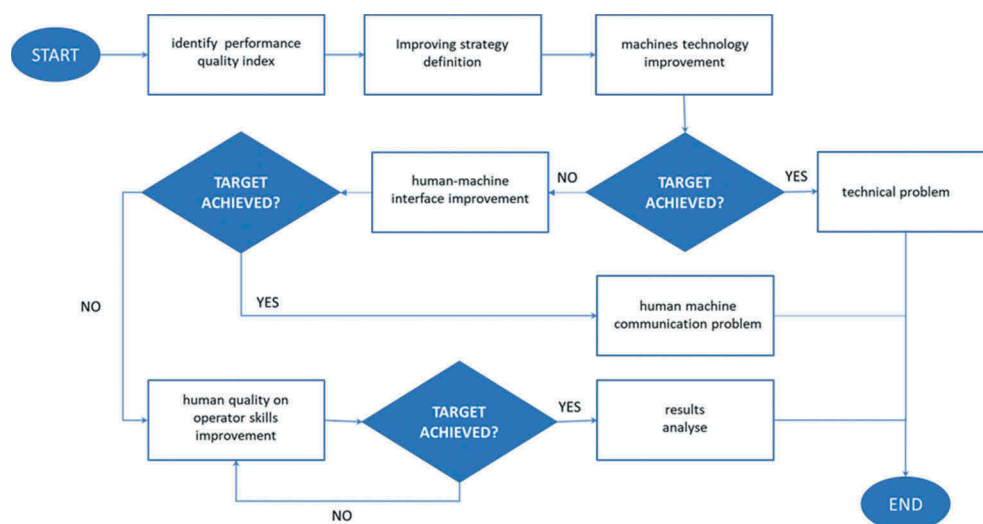 START
identify performance
quality index
Improving strategy
definition
machines technology
improvement
TARGET
ACHIEVED?
NO
human-machine
interface improvement
TARGET
ACHIEVED?
YES
technical problem
NO
YES
human machine
communication problem
human quality on
operator skills
improvement
TARGET
ACHIEVED?
YES
results
analyse
NO
END